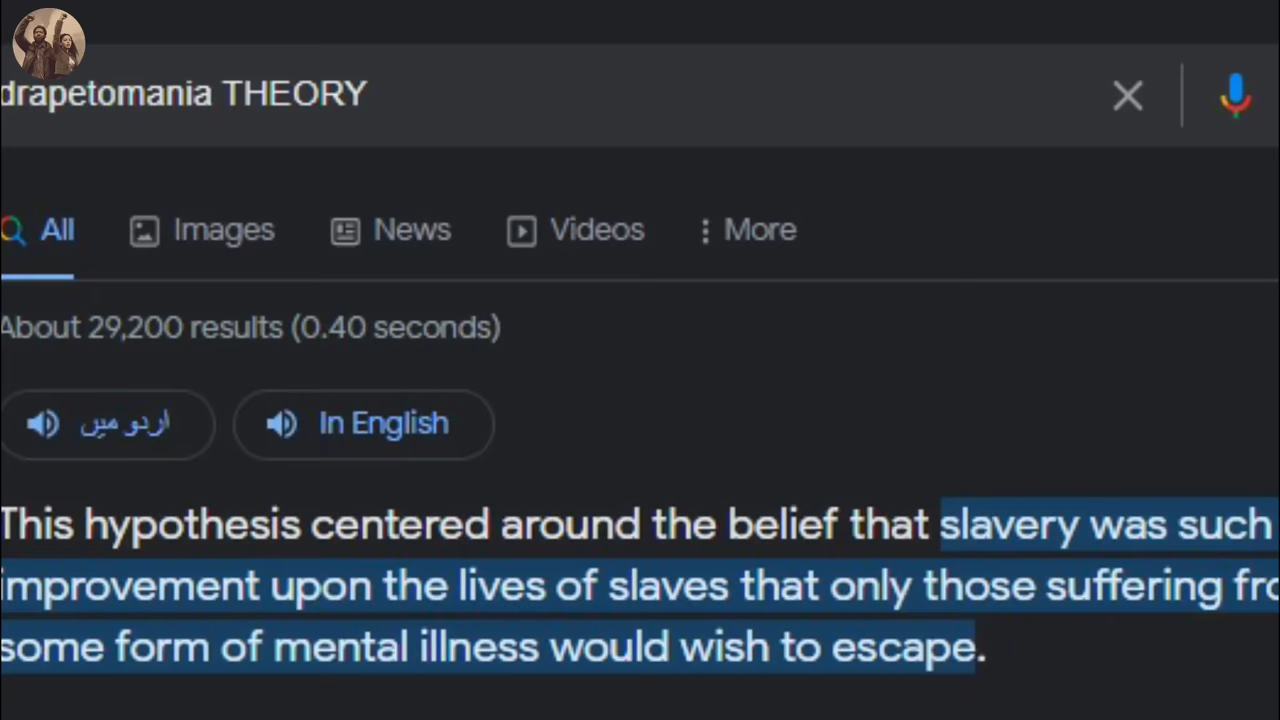 drapetomania THEORY
All Images News Videos More
About 29,200 results (0.40 seconds)
اردو میں In English
This hypothesis centered around the belief that slavery was such
improvement upon the lives of slaves that only those suffering
some form of mental illness would wish to escape.